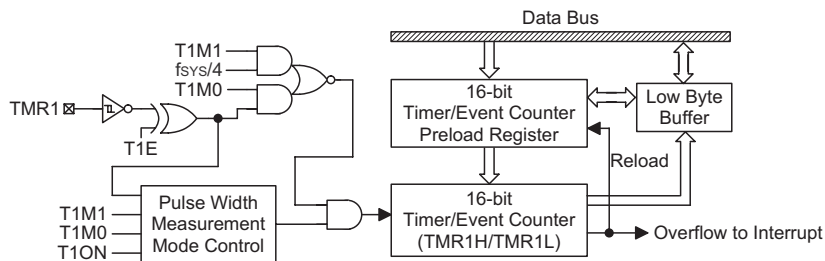 Data Bus
T1M1
fSYS/4
T1M0
TMR1
T1E
16-bit
Timer/Event Counter
Preload Register
Low Byte
Buffer
Reload
T1M1
T1M0
T1ON
Pulse Width
Measurement
Mode Control
16-bit
Timer/Event Counter
(TMR1H/TMR1L)
Overflow to Interrupt